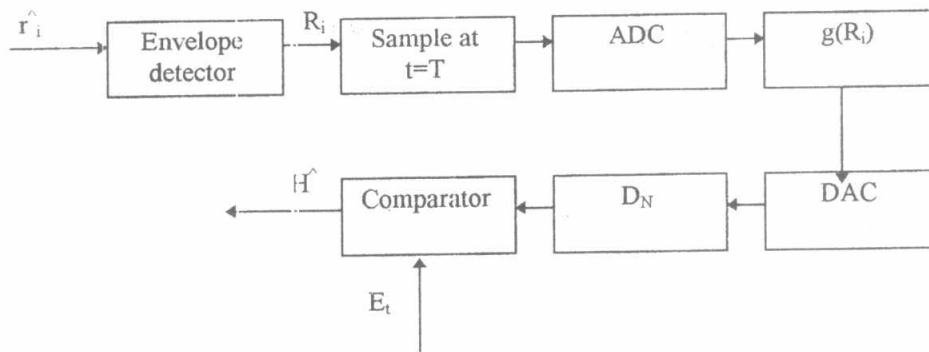 r^i
Envelope
detector
Ri
Sample at
t=T
ADC
g(Ri)
H^
Comparator
DN
DAC
Et